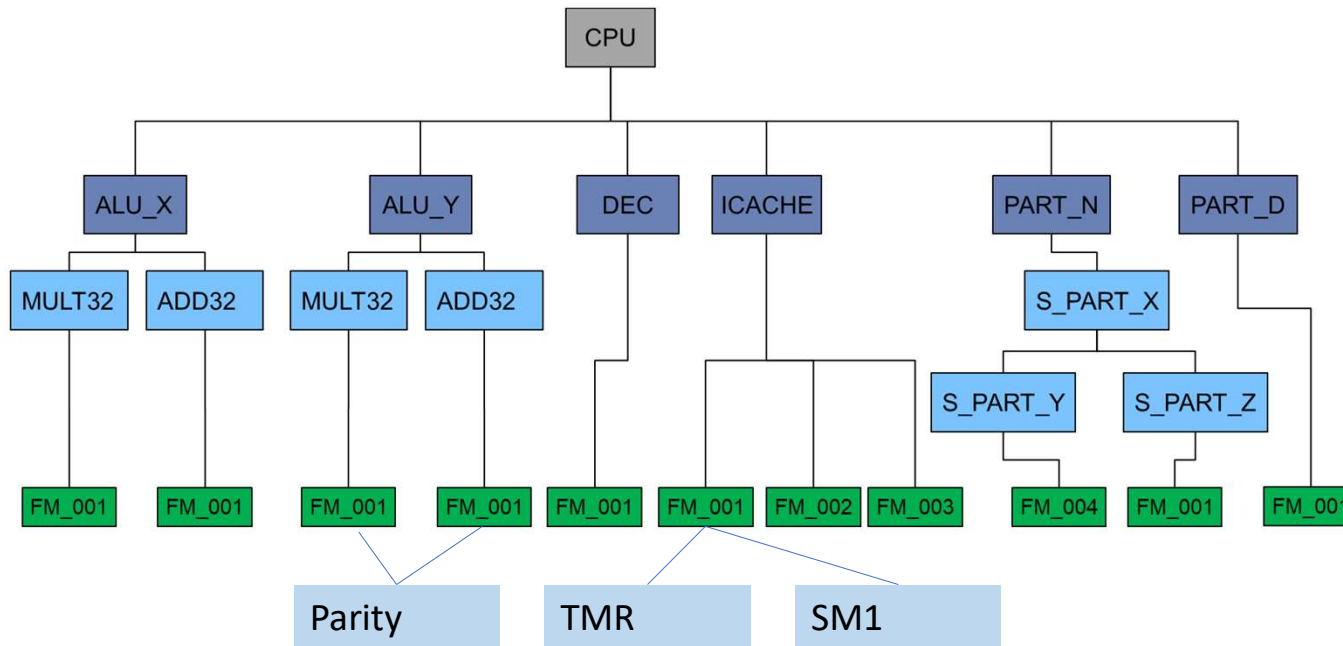 CPU
ALU_X
ALU_Y
DEC
ICACHE
PART_N
PART_D
MULT32
ADD32
MULT32
ADD32
S_PART_X
S_PART_Y
S_PART_Z
FM_001
FM_001
FM_001
FM_001
FM_001
FM_001
FM_002
FM_003
FM_004
FM_001
FM_001
Parity
TMR
SM1